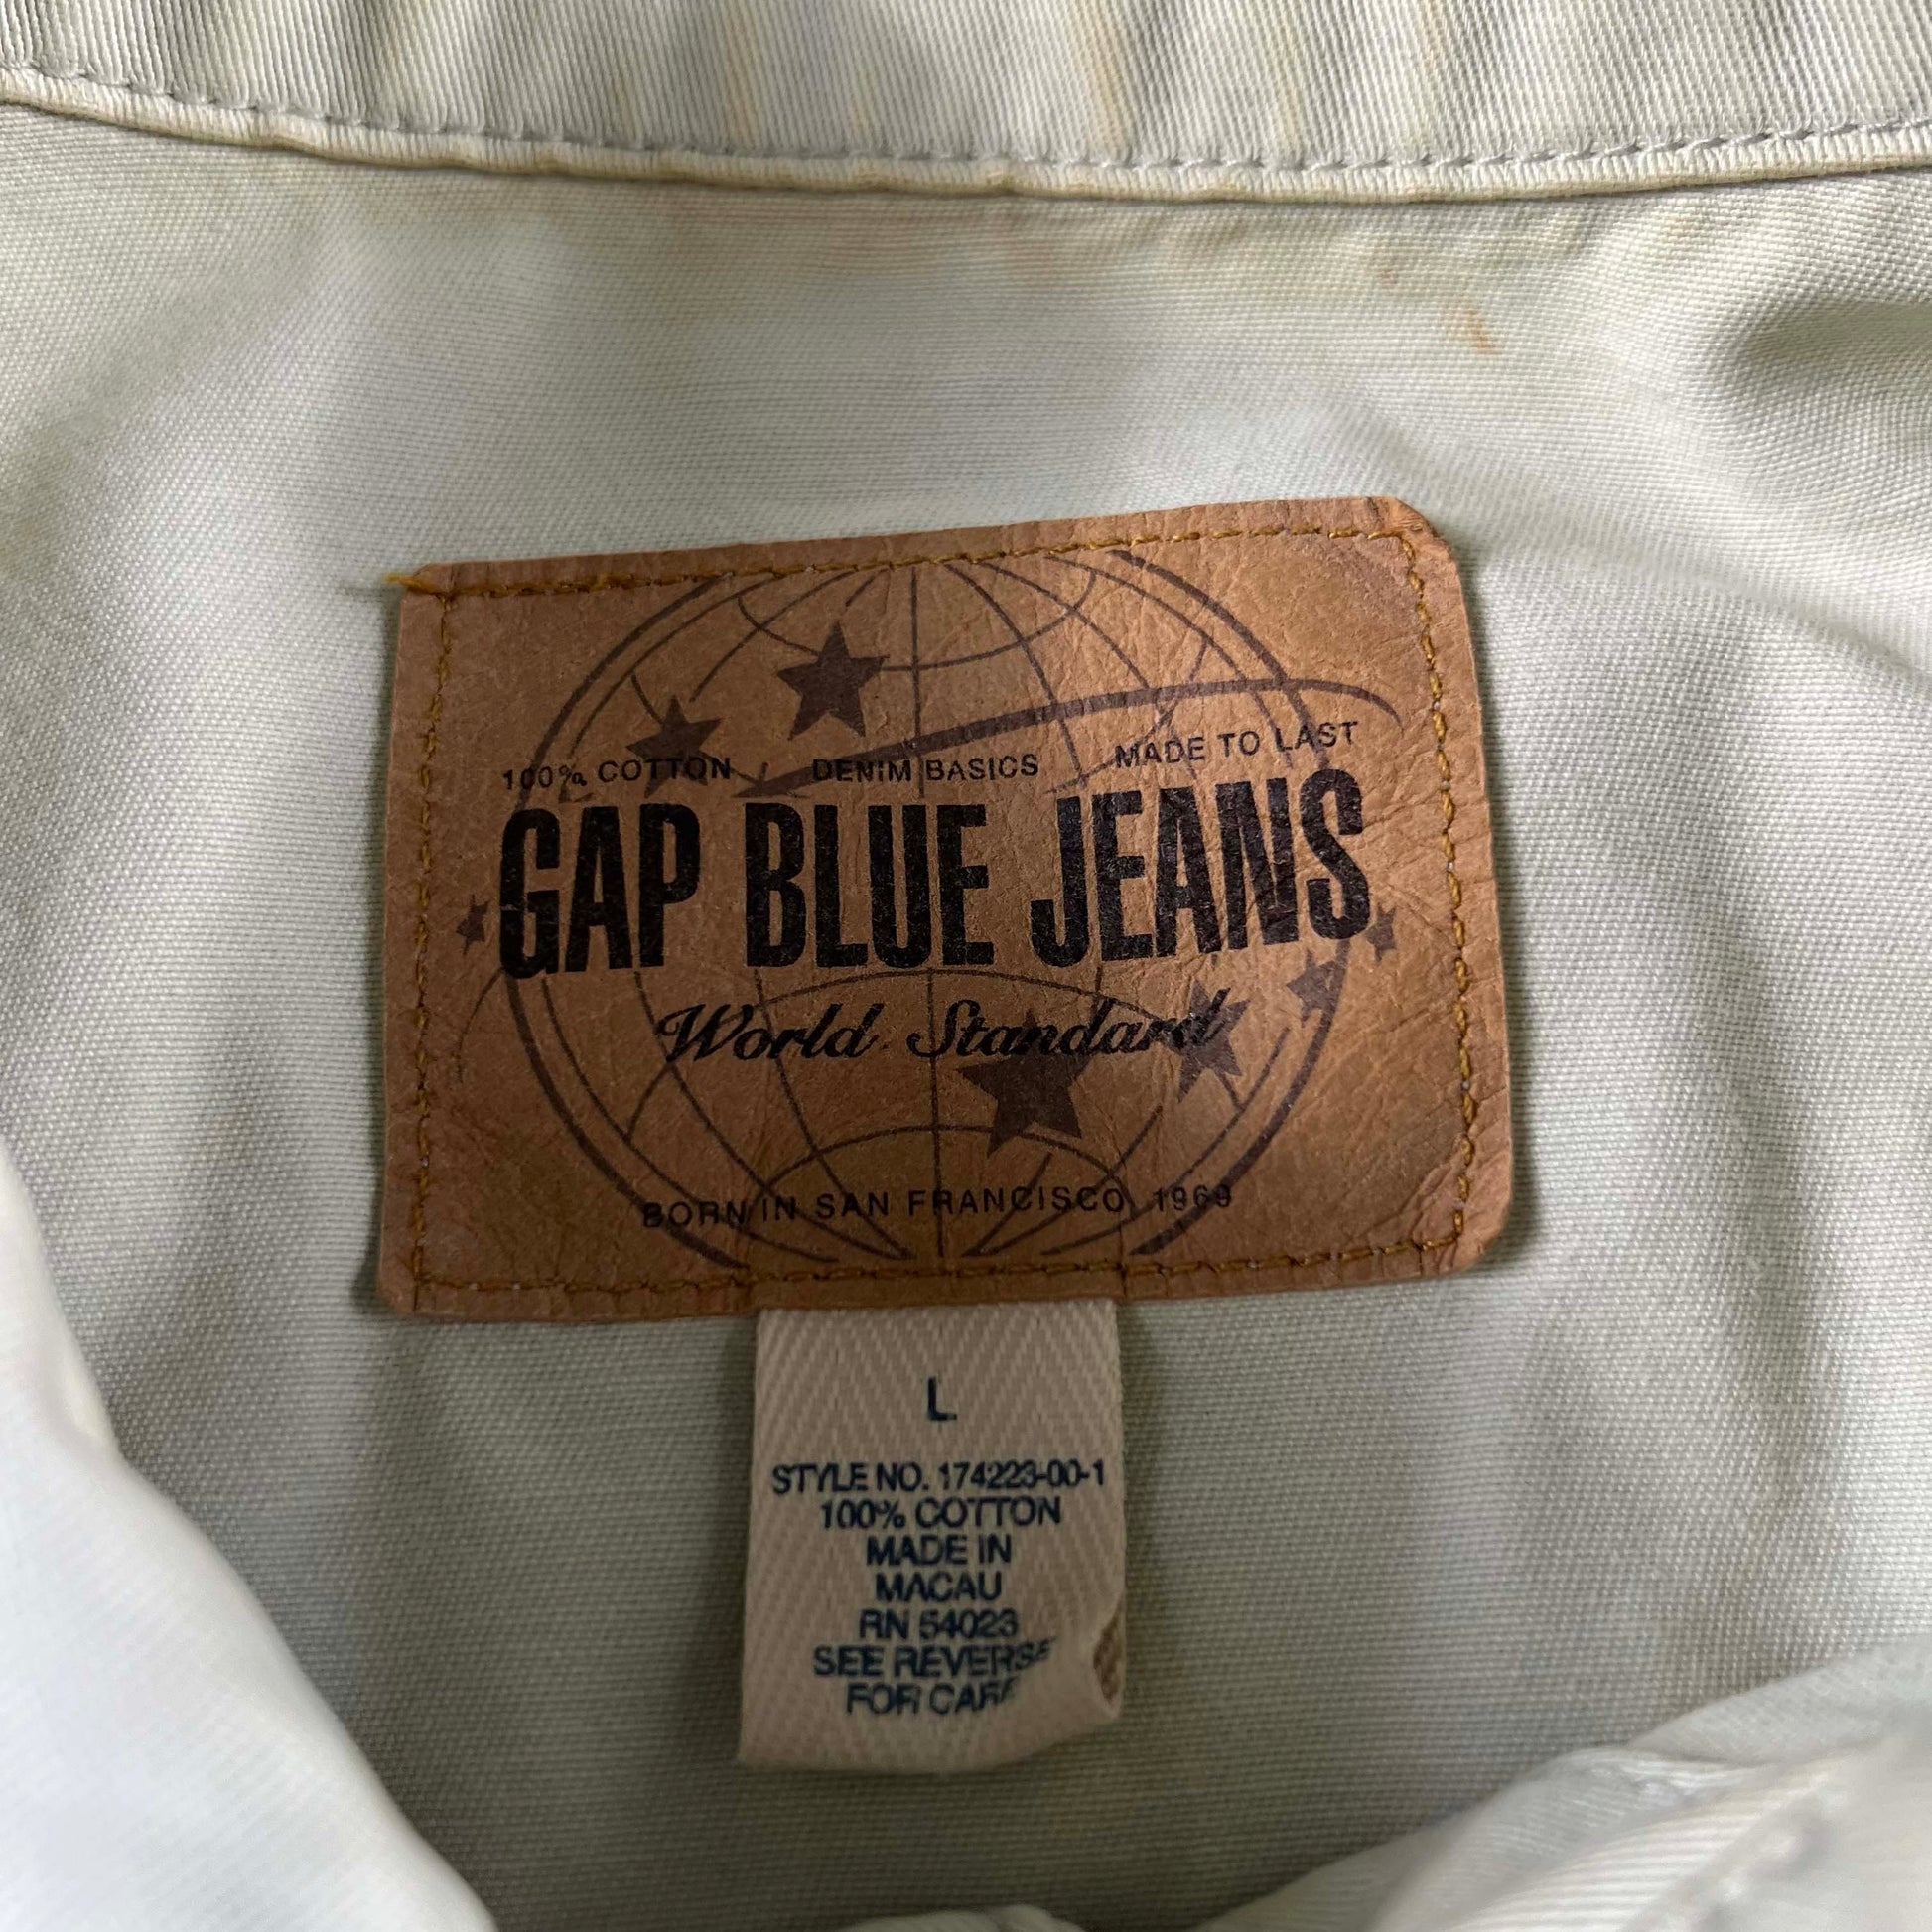 100% COTTON DENIM BASICS MADE TO LAST
GAP BLUE JEANS
World Standard
BORN IN SAN FRANCISCO, 1969
L
STYLE NO. 174223-00-1
100% COTTON
MADE IN
MACAU
RN 54023
SEE REVERSE
FOR CARE